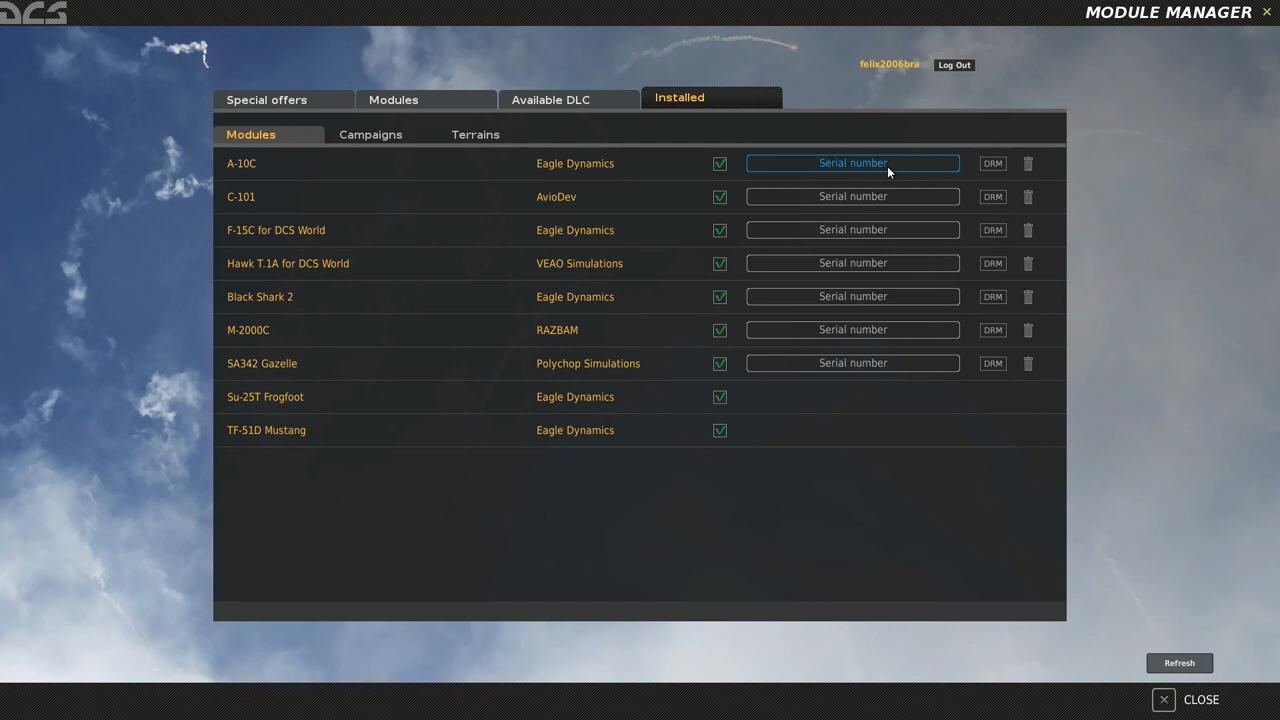 DCS
MODULE MANAGER
felix2006bra Log Out
Special offers Modules Available DLC Installed
Modules Campaigns Terrains
A-10C Eagle Dynamics Serial number DRM
C-101 AvioDev Serial number DRM
F-15C for DCS World Eagle Dynamics Serial number DRM
Hawk T.1A for DCS World VEAO Simulations Serial number DRM
Black Shark 2 Eagle Dynamics Serial number DRM
M-2000C RAZBAM Serial number DRM
SA342 Gazelle Polychop Simulations Serial number DRM
Su-25T Frogfoot Eagle Dynamics
TF-51D Mustang Eagle Dynamics
Refresh
CLOSE